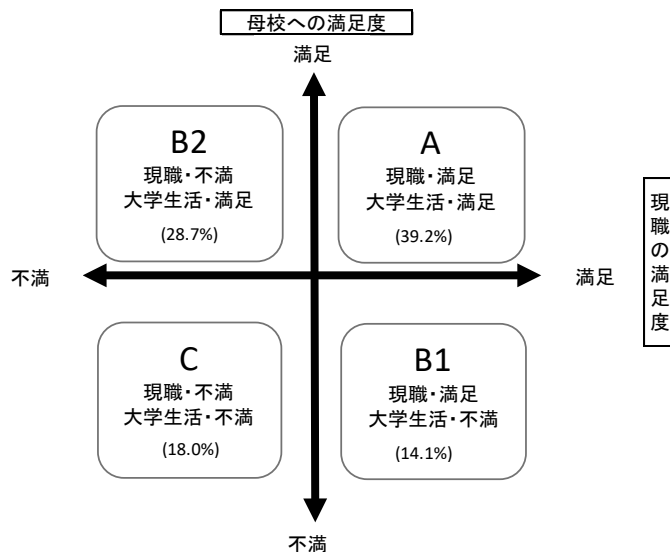 母校への満足度
満足
B2
現職・不満
大学生活・満足
(28.7%)
A
現職・満足
大学生活・満足
(39.2%)
不満
満足
現職の満足度
C
現職・不満
大学生活・不満
(18.0%)
B1
現職・満足
大学生活・不満
(14.1%)
不満